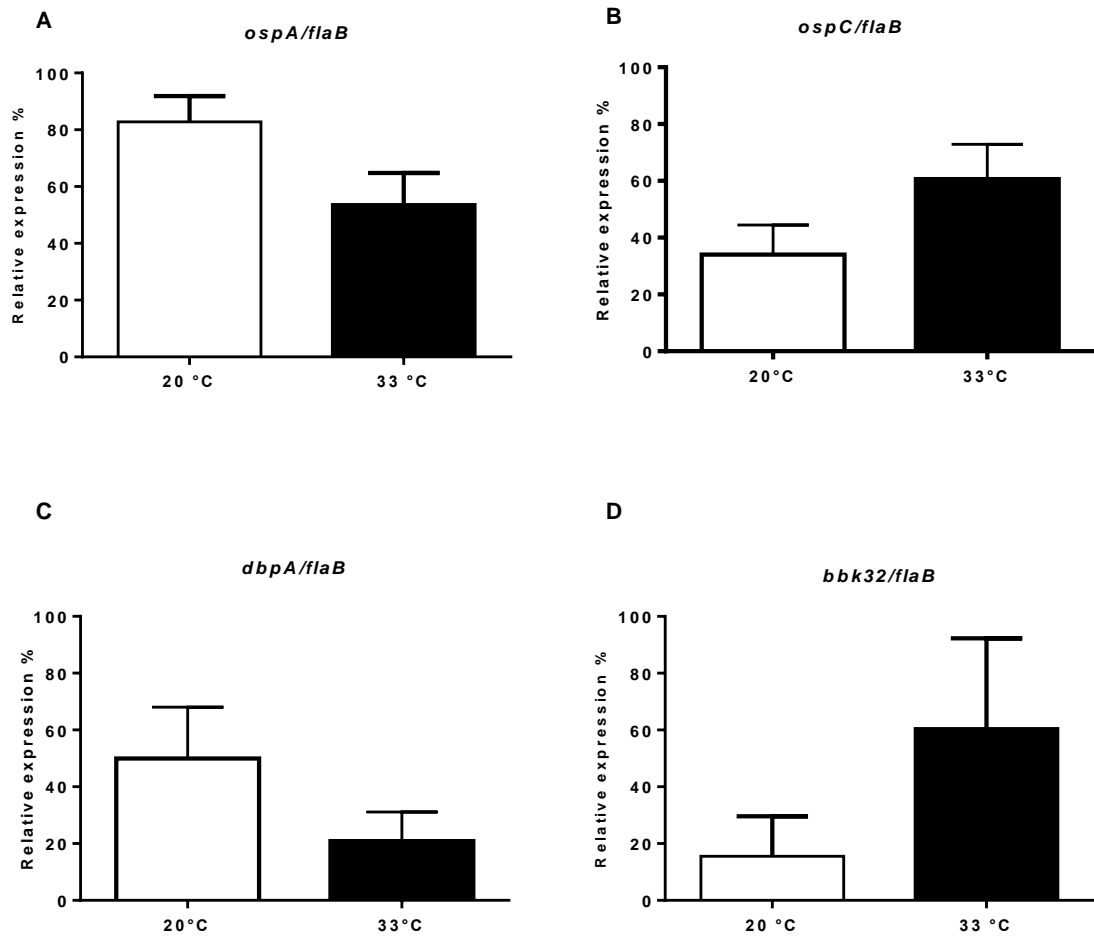 A
ospA/flaB
Relative expression %
100
80
60
40
20
0
20 °C 33 °C
B
ospC/flaB
Relative expression %
100
80
60
40
20
0
20°C 33°C
C
dbpA/flaB
Relative expression %
100
80
60
40
20
0
20°C 33°C
D
bbk32/flaB
Relative expression %
100
80
60
40
20
0
20 °C 33 °C